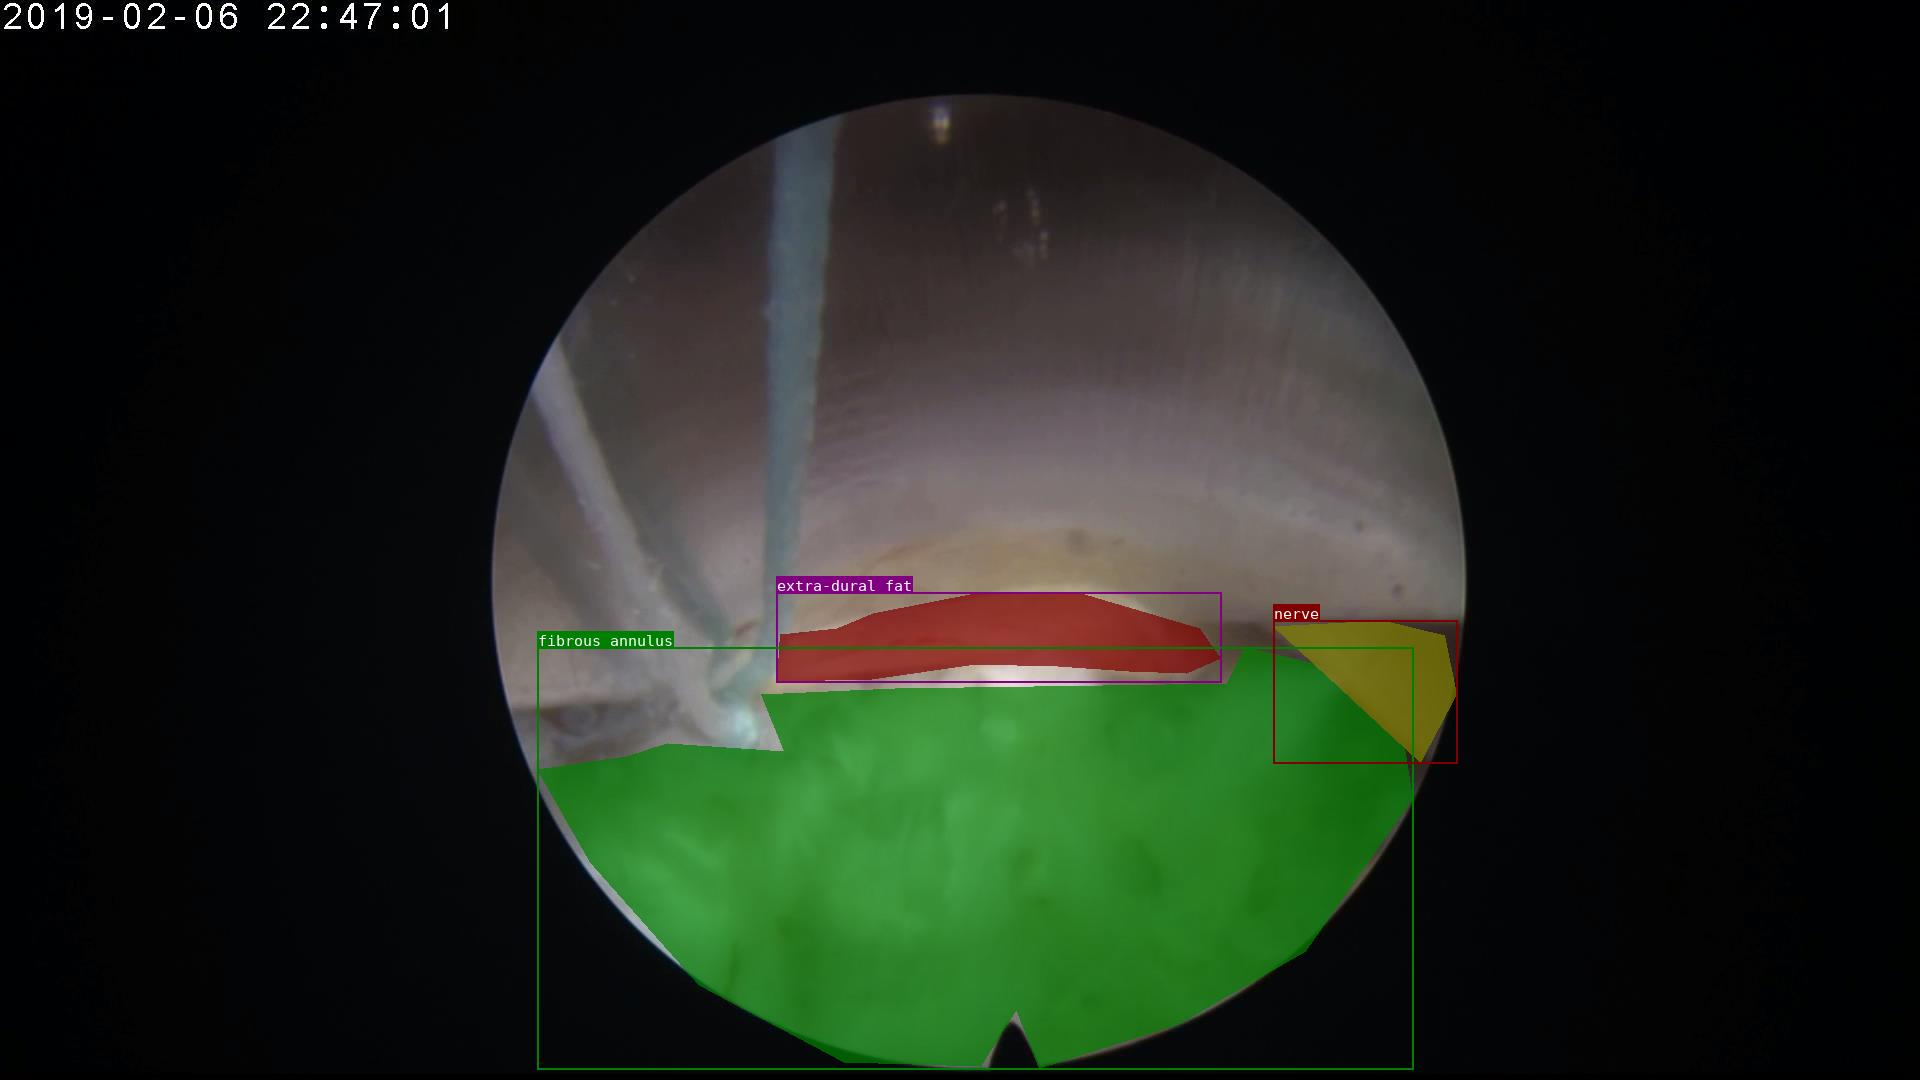 2019-02-06 22:47:01
extra-dural fat
nerve
fibrous annulus